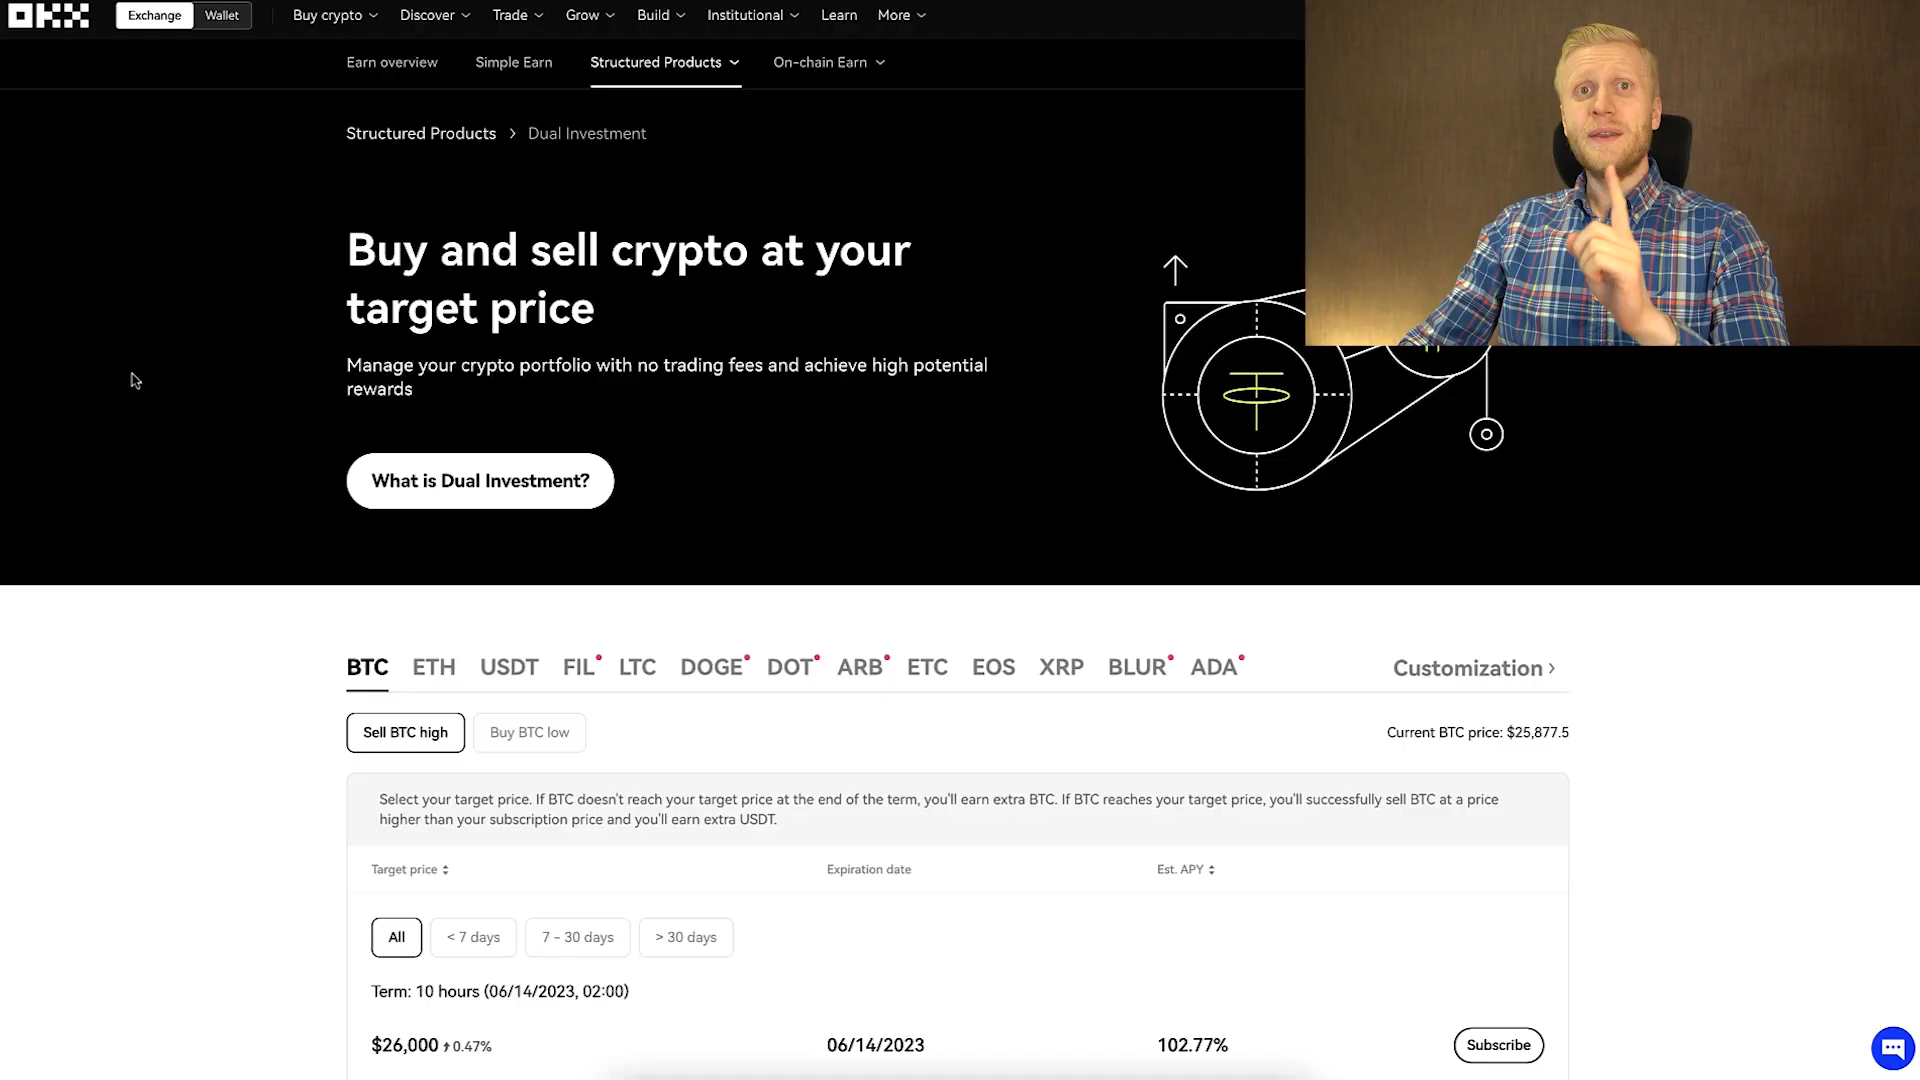 OKX Exchange Wallet Buy crypto Discover Trade Grow Build Institutional Learn More
Earn overview Simple Earn Structured Products On-chain Earn
Structured Products > Dual Investment
Buy and sell crypto at your
target price
Manage your crypto portfolio with no trading fees and achieve high potential
rewards
What is Dual Investment?
BTC ETH USDT FIL LTC DOGE DOT ARB ETC EOS XRP BLUR ADA Customization >
Sell BTC high Buy BTC low Current BTC price: $25,877.5
Select your target price. If BTC doesn't reach your target price at the end of the term, you'll earn extra BTC. If BTC reaches your target price, you'll successfully sell BTC at a price
higher than your subscription price and you'll earn extra USDT.
Target price Expiration date Est. APY
All < 7 days 7 - 30 days > 30 days
Term: 10 hours (06/14/2023, 02:00)
$26,000 0.47% 06/14/2023 102.77% Subscribe